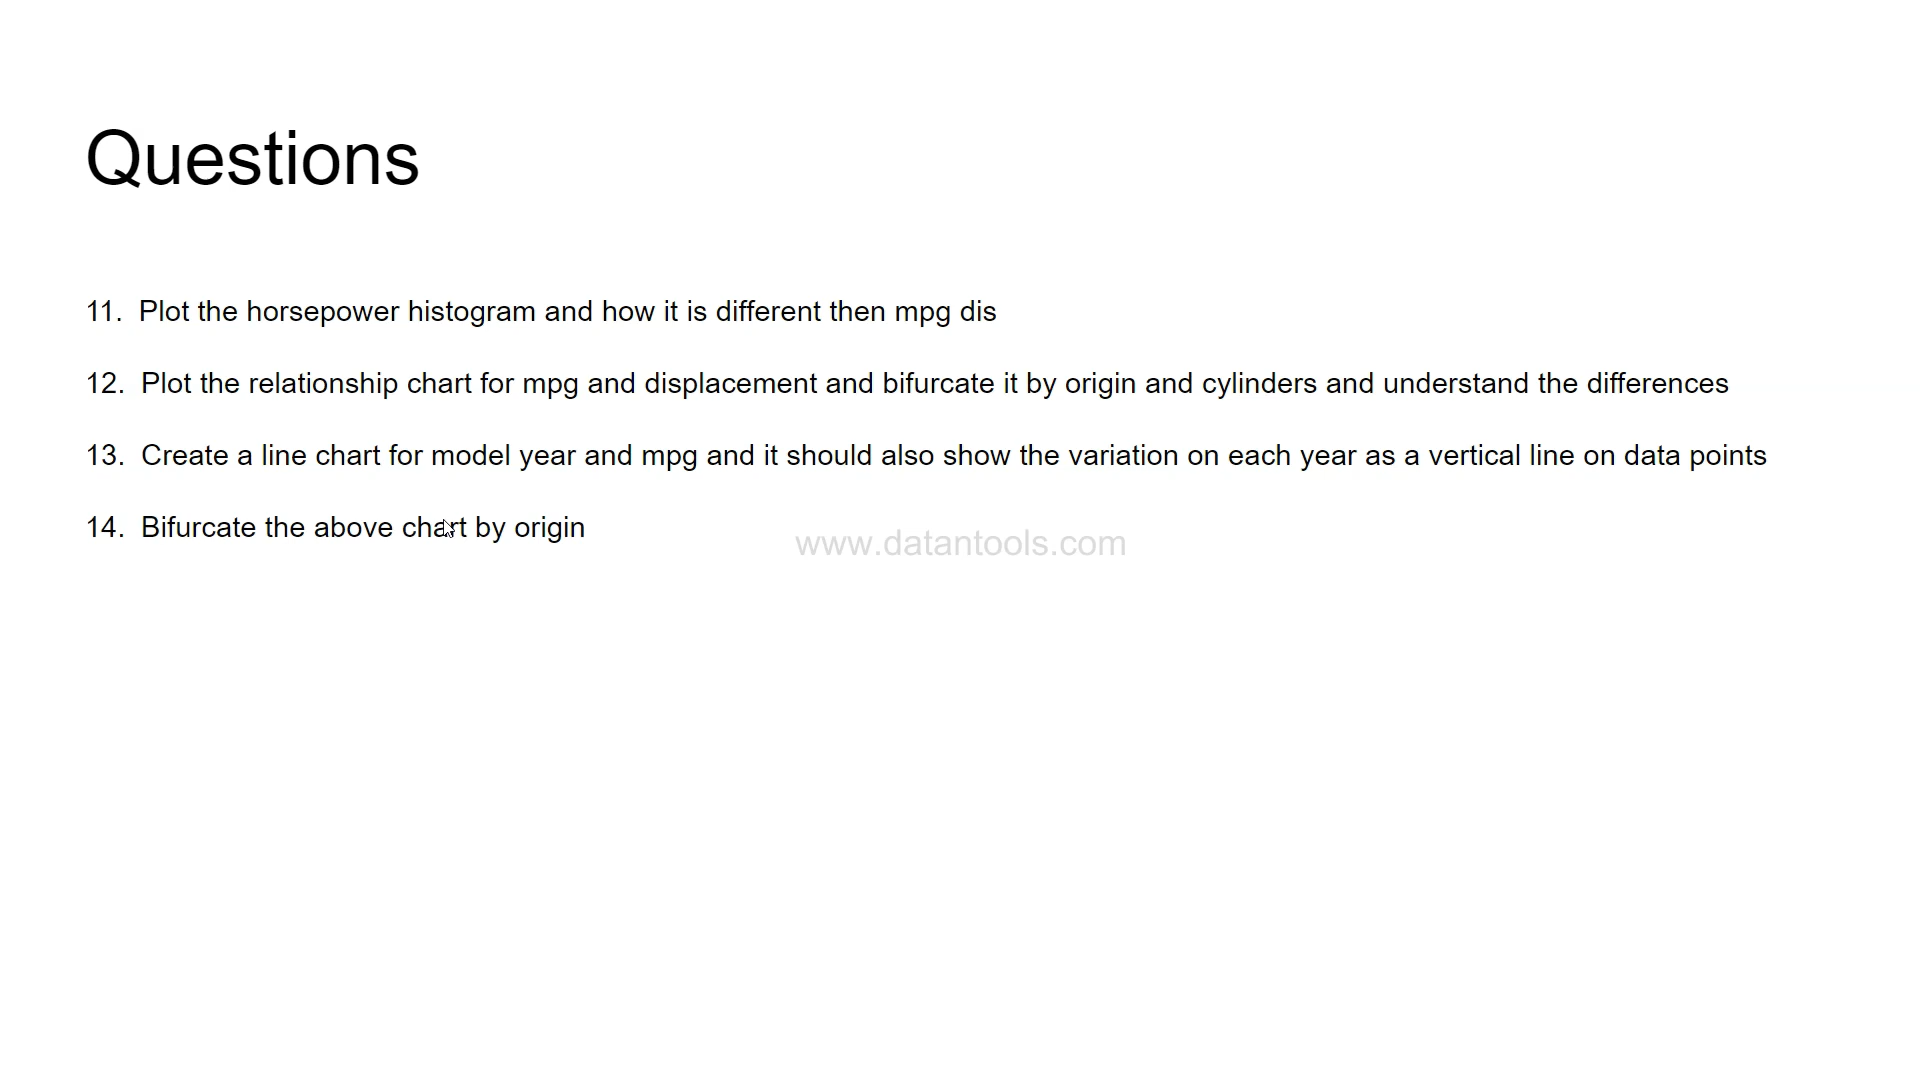 Questions
11. Plot the horsepower histogram and how it is different then mpg dis
12. Plot the relationship chart for mpg and displacement and bifurcate it by origin and cylinders and understand the differences
13. Create a line chart for model year and mpg and it should also show the variation on each year as a vertical line on data points
14. Bifurcate the above chart by origin
www.datantools.com